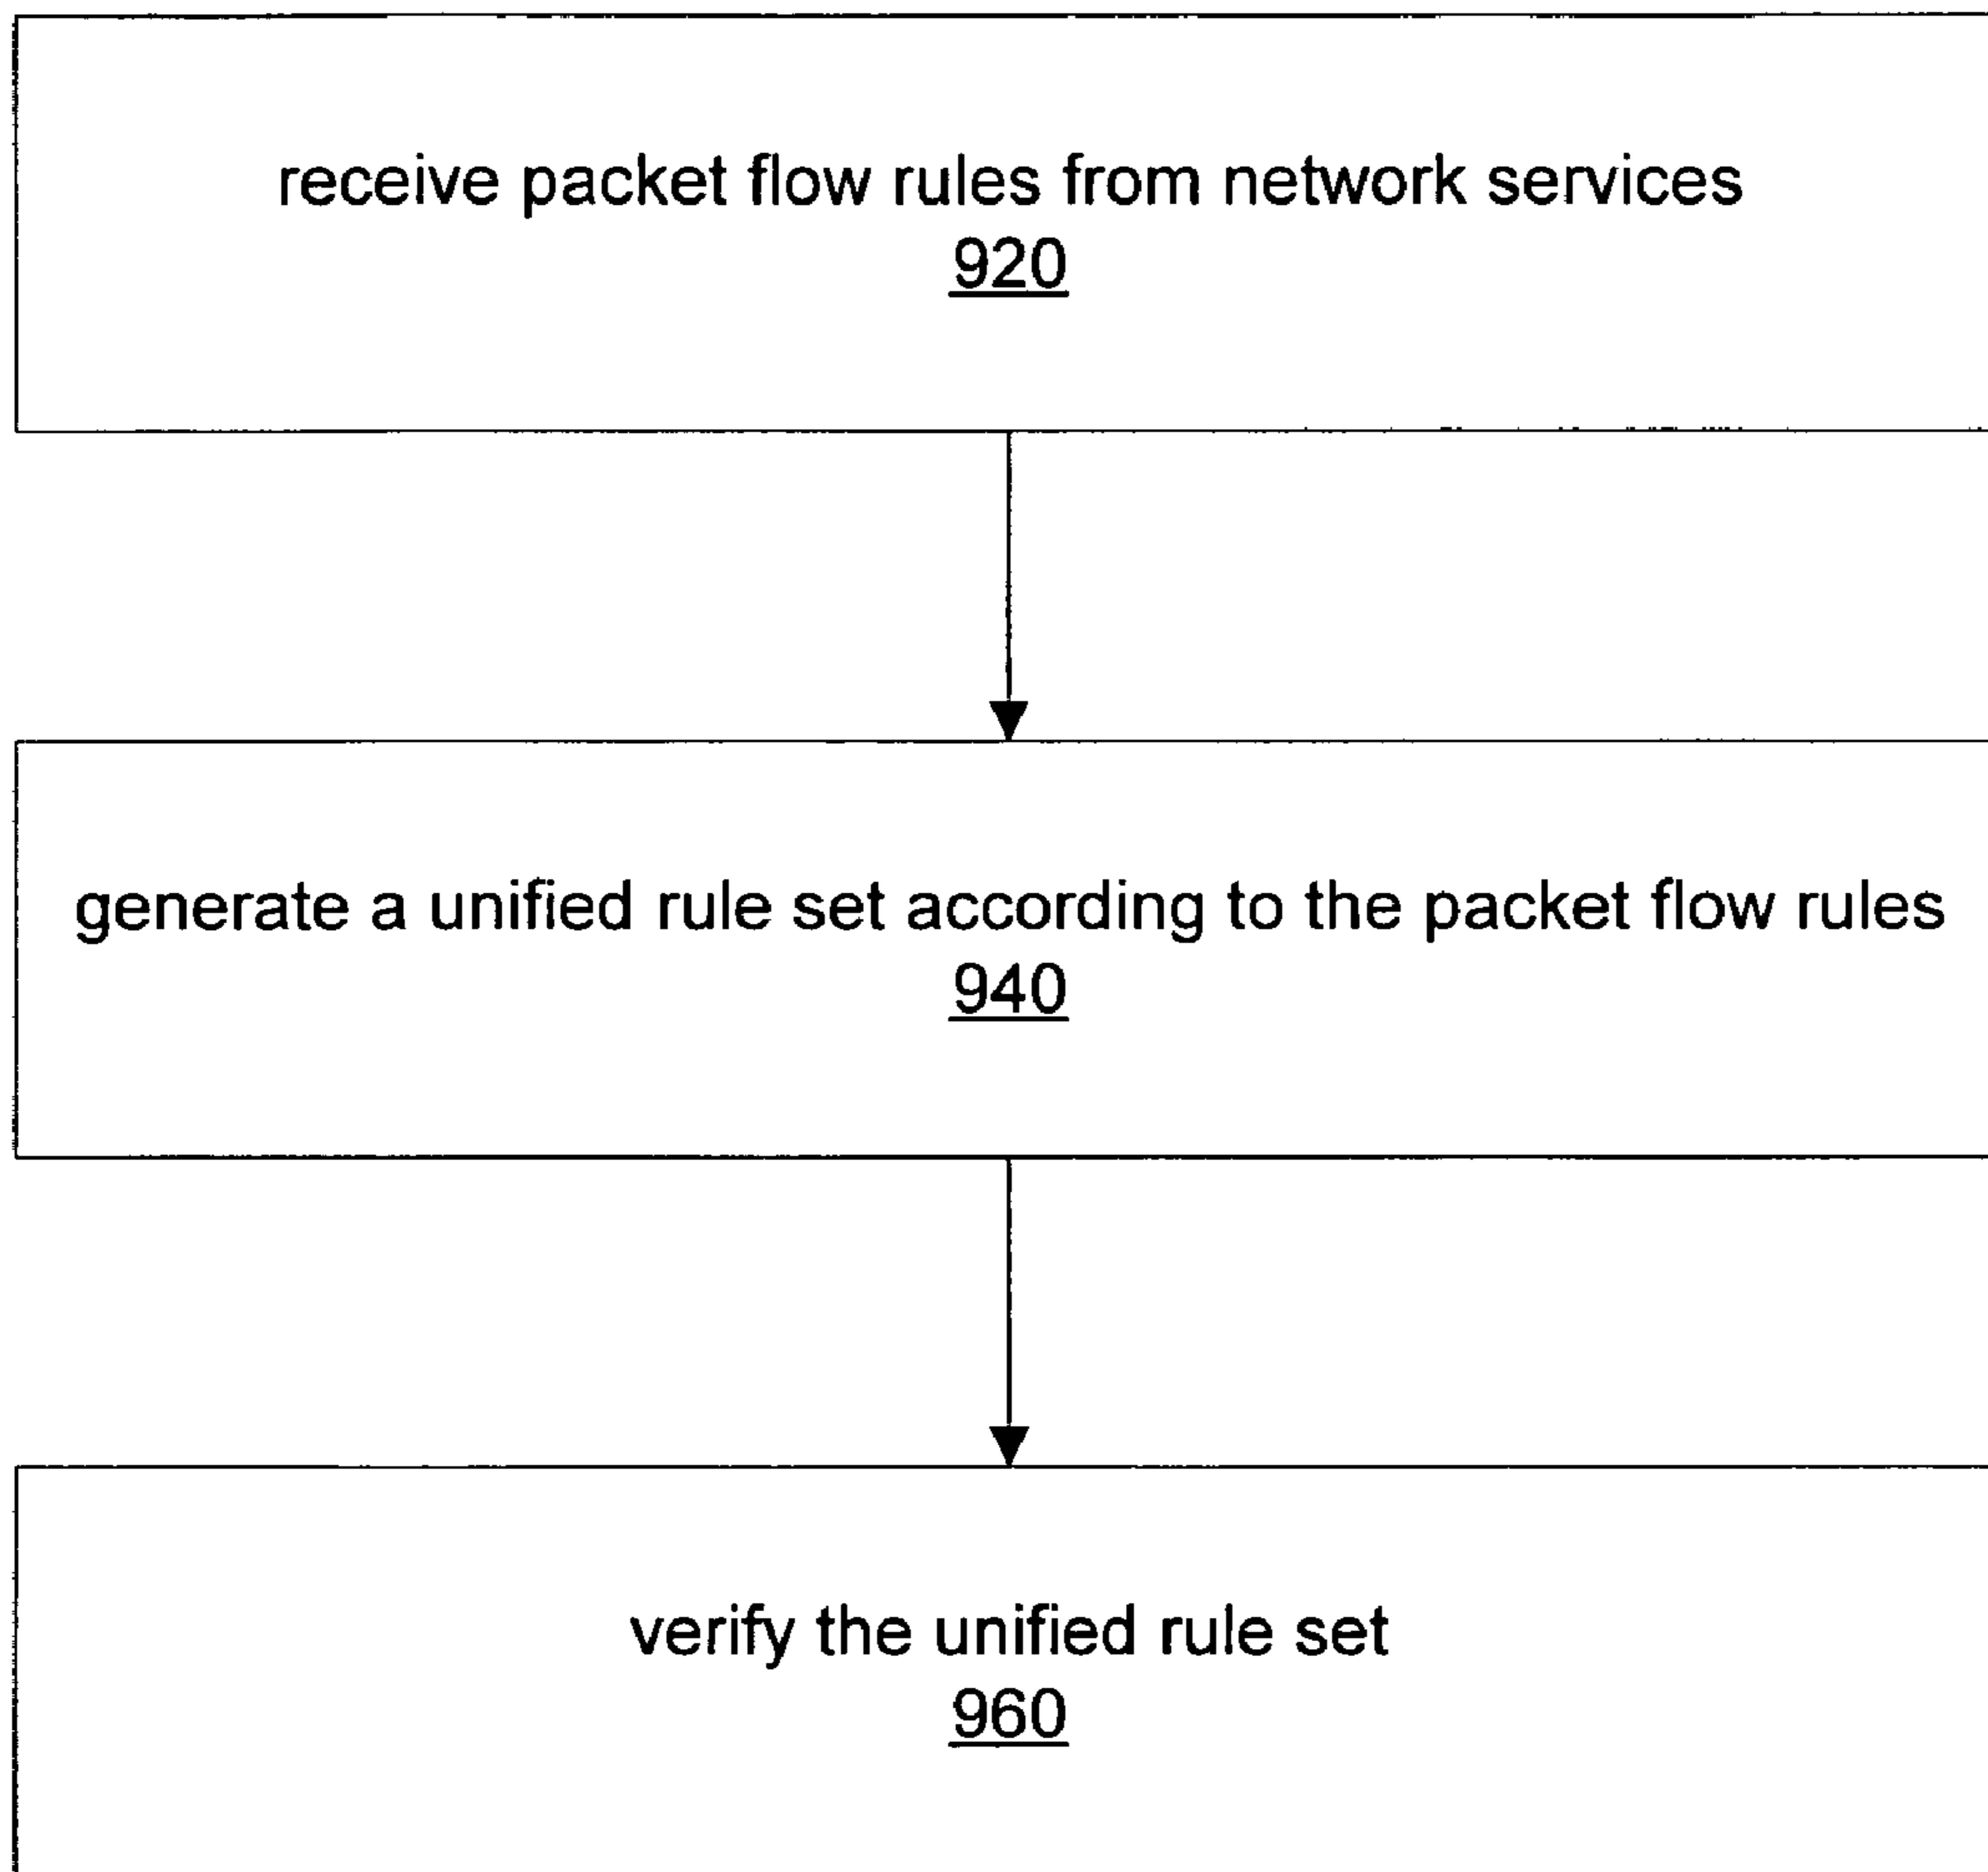 receive packet flow rules from network services
920
generate a unified rule set according to the packet flow rules
940
verify the unified rule set
960